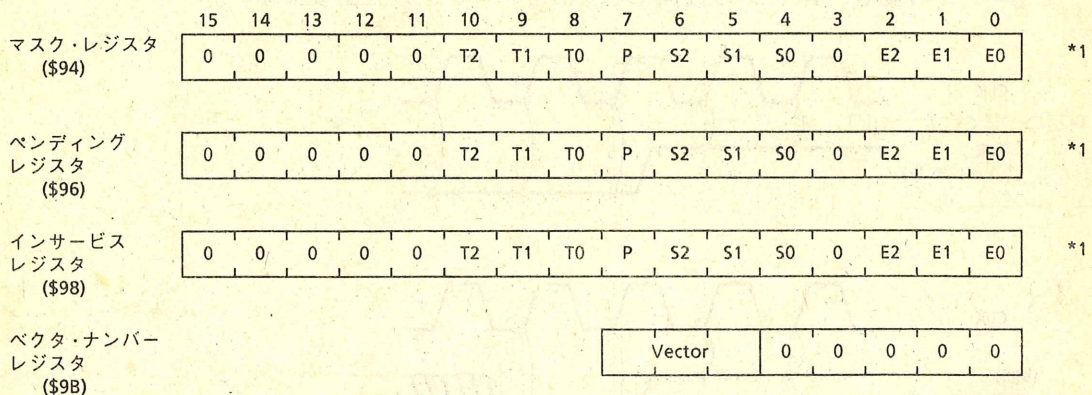 15 14 13 12 11 10 9 8 7 6 5 4 3 2 1 0
マスク・レジスタ
($94)
0 0 0 0 0 T2 T1 T0 P S2 S1 S0 0 E2 E1 E0 *1
ペンディング
レジスタ
($96)
0 0 0 0 0 T2 T1 T0 P S2 S1 S0 0 E2 E1 E0 *1
インサービス
レジスタ
($98)
0 0 0 0 0 T2 T1 T0 P S2 S1 S0 0 E2 E1 E0 *1
ベクタ・ナンバー
レジスタ
($9B)
Vector 0 0 0 0 0